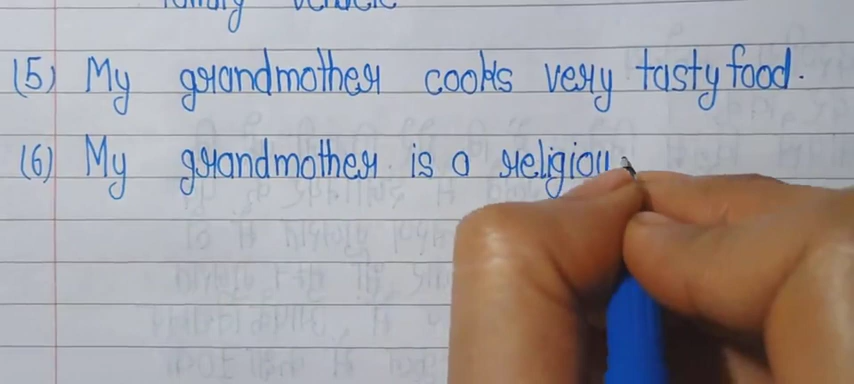 (5) My grandmother cooks very tasty food.
(6) My grandmother is a religiou